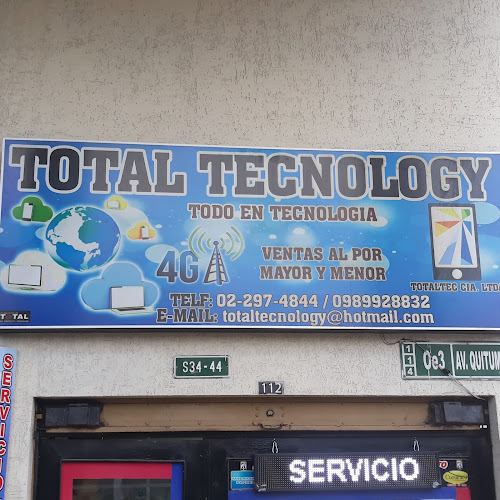 TOTAL TECNOLOGY
TODO EN TECNOLOGIA
4G
VENTAS AL POR
MAYOR Y MENOR
TOTALTEC CIA. LTDA
TELF: 02-297-4844 / 0989928832
E-MAIL: totaltecnology@hotmail.com
S34-44
114 Oe3 AV. QUITUM
112
SERVICIO
SERVICIO